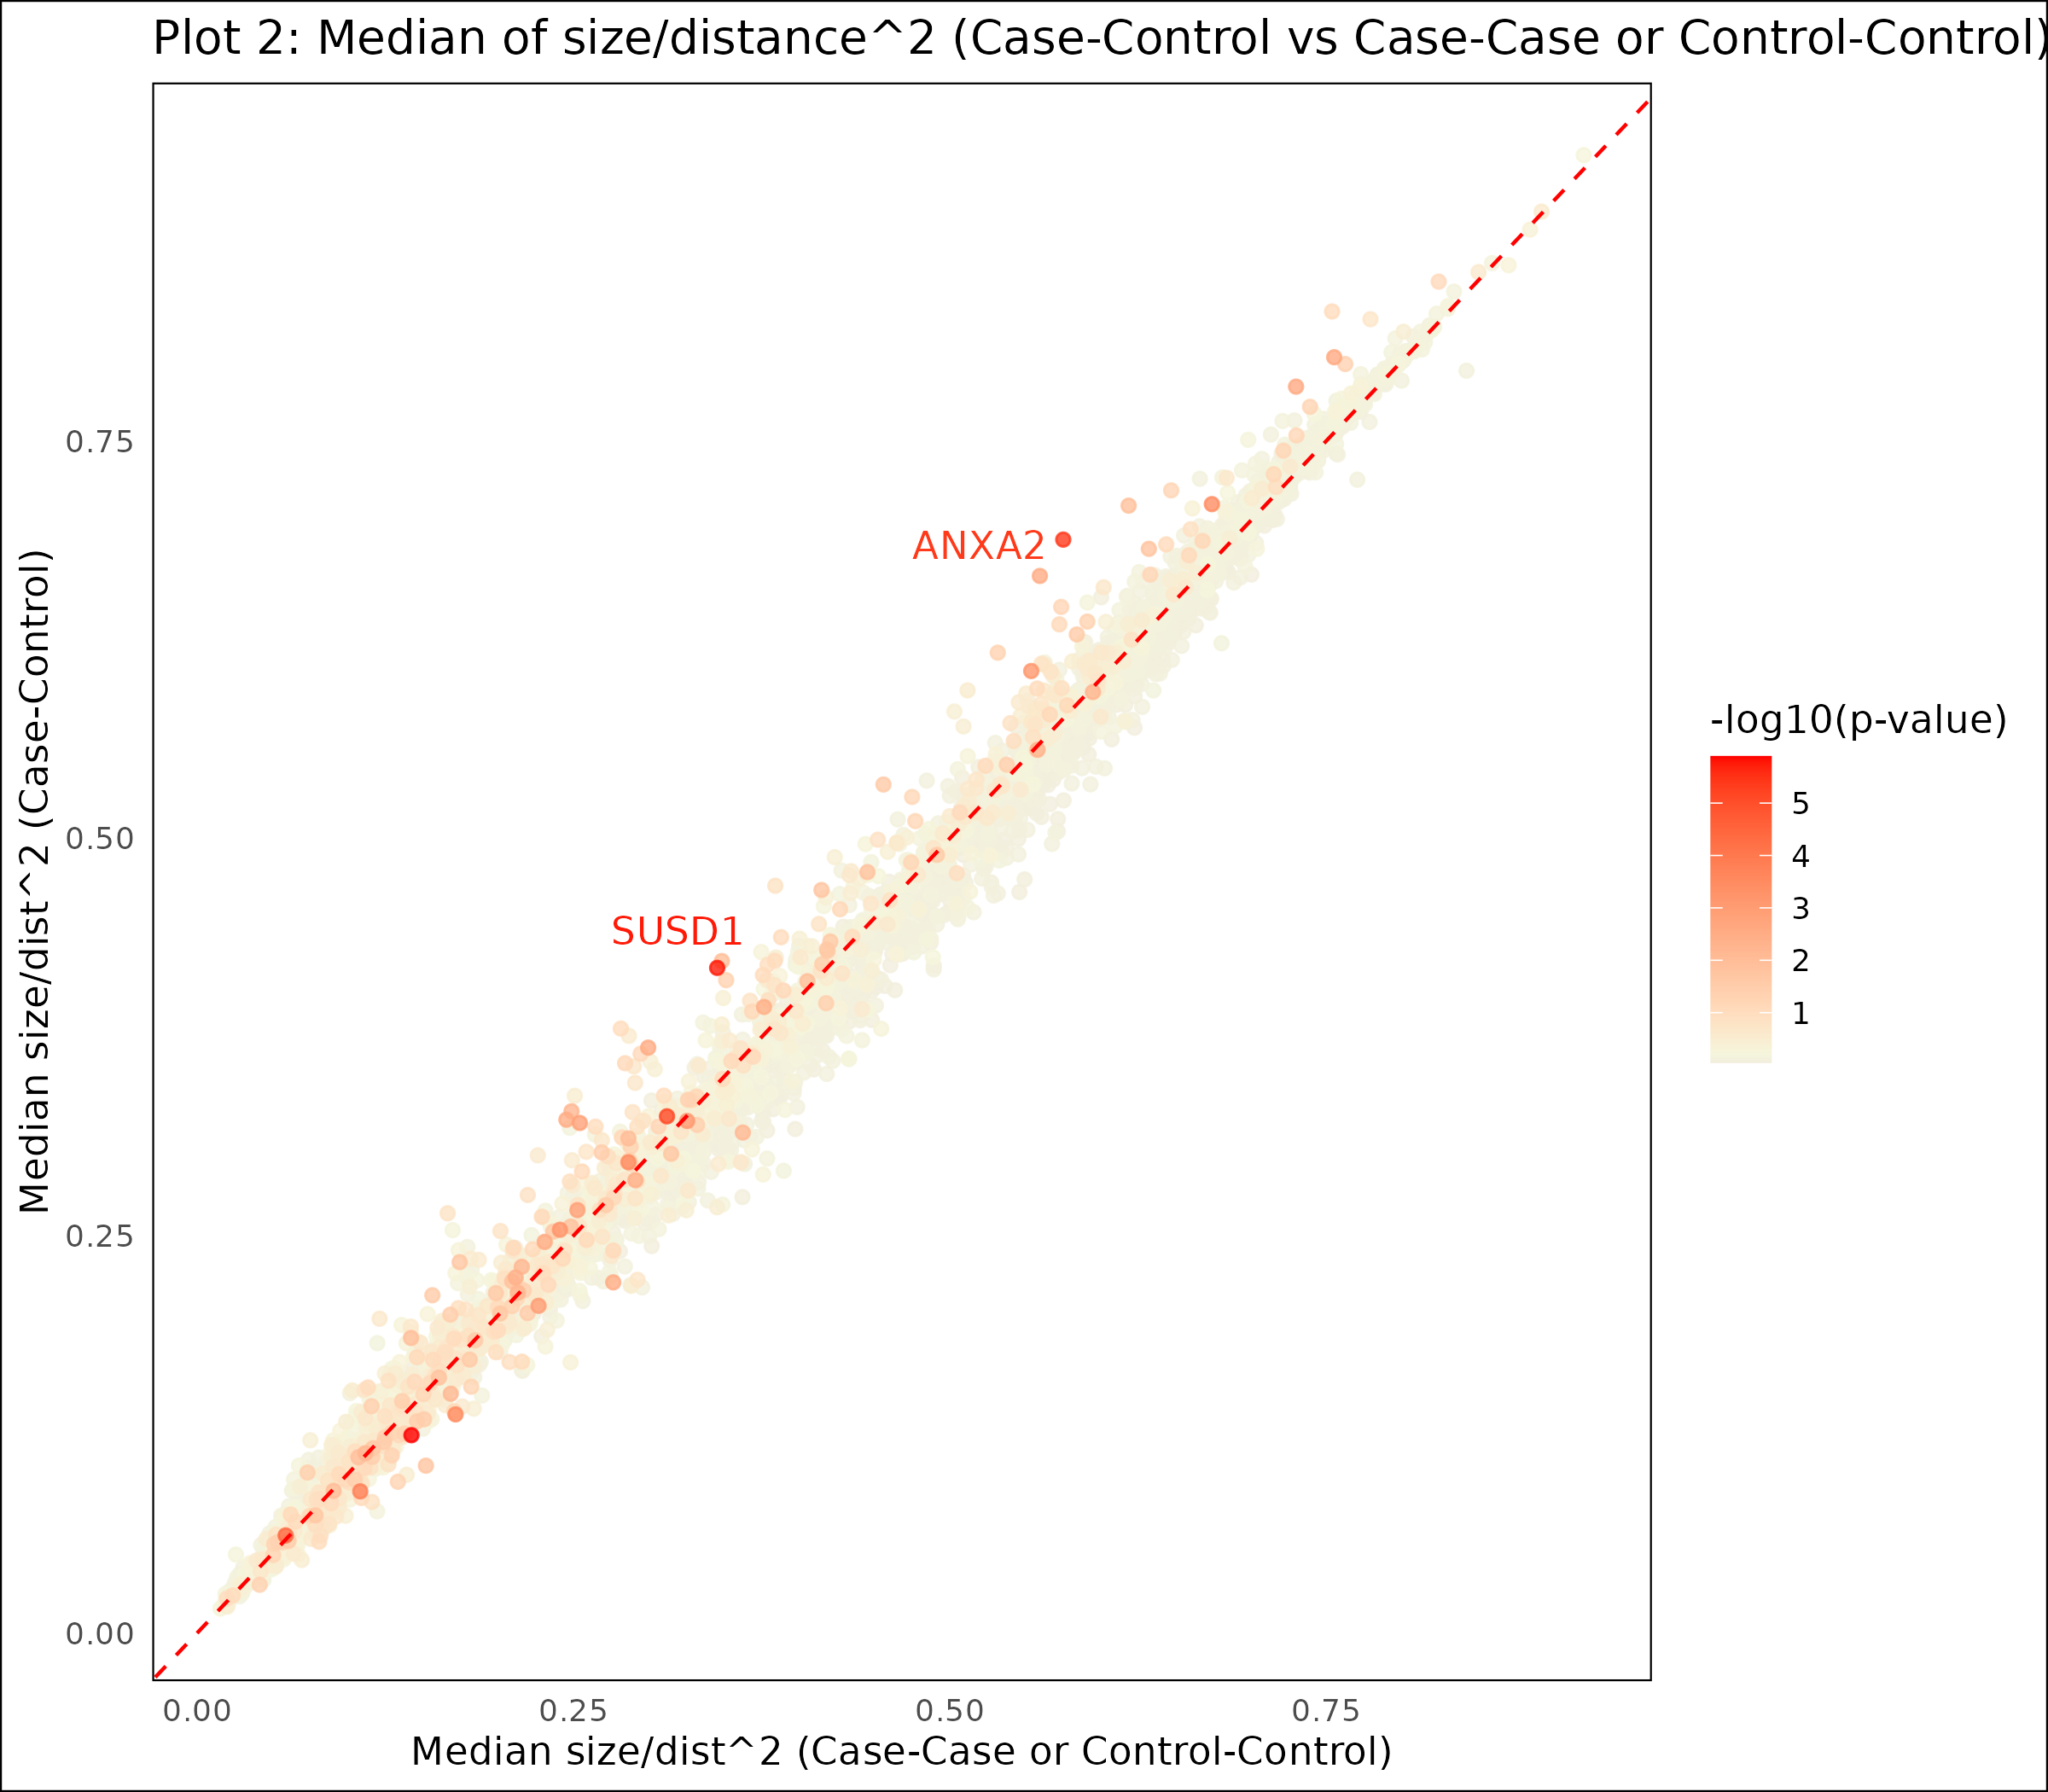 Plot 2: Median of size/distance^2 (Case-Control vs Case-Case or Control-Control)
Median size/dist^2 (Case-Control)
0.75
0.50
0.25
0.00
ANXA2
SUSD1
-log10(p-value)
5
4
3
2
1
0.00 0.25 0.50 0.75
Median size/dist^2 (Case-Case or Control-Control)